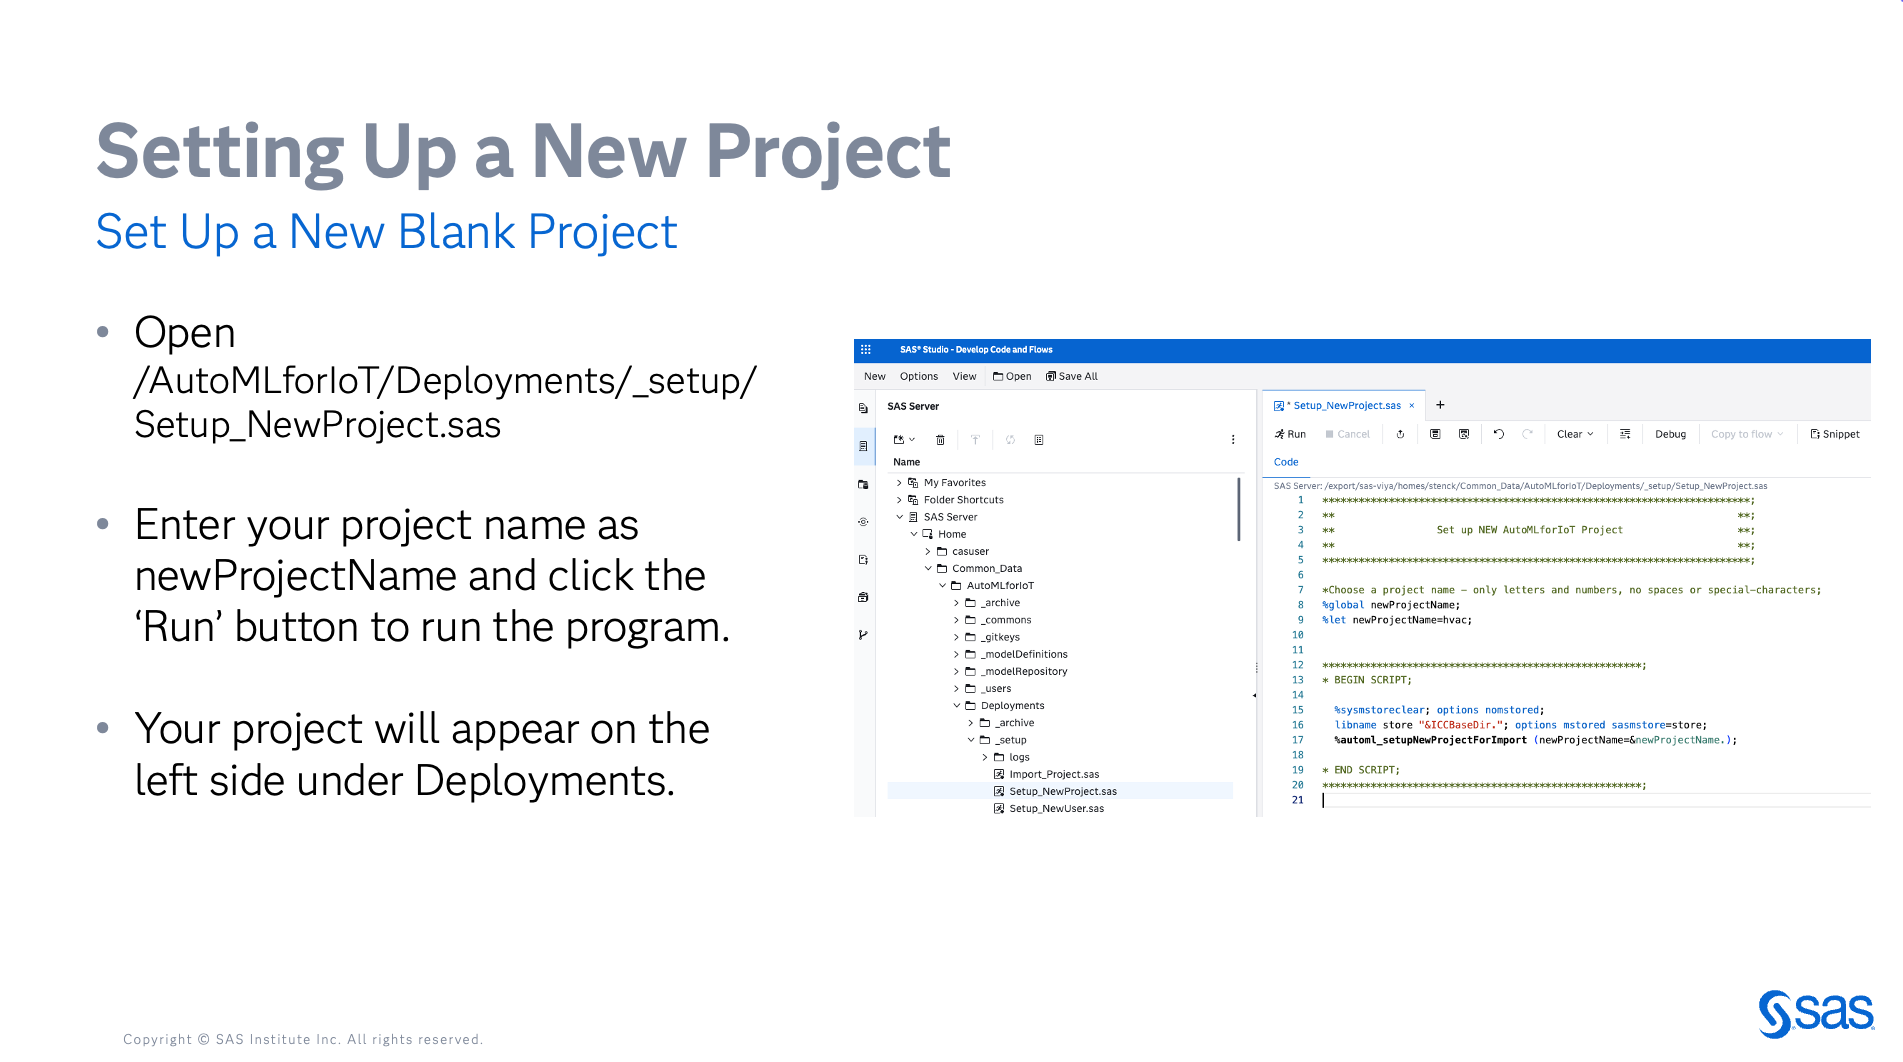 Setting Up a New Project
Set Up a New Blank Project
• Open
/AutoMLforIoT/Deployments/_setup/
Setup_NewProject.sas
• Enter your project name as
newProjectName and click the
‘Run’ button to run the program.
• Your project will appear on the
left side under Deployments.
SAS® Studio - Develop Code and Flows
New Options View Open Save All
SAS Server
Name
My Favorites
Folder Shortcuts
SAS Server
Home
casuser
Common_Data
AutoMLforIoT
_archive
_commons
_gitkeys
_modelDefinitions
_modelRepository
_users
Deployments
_archive
_setup
logs
Import_Project.sas
Setup_NewProject.sas
Setup_NewUser.sas
* Setup_NewProject.sas × +
Run Cancel Clear Debug Copy to flow Snippet
Code
SAS Server: /export/sas-viya/homes/stenck/Common_Data/AutoMLforIoT/Deployments/_setup/Setup_NewProject.sas
1 ***********************************************************************;
2 ** **;
3 ** Set up NEW AutoMLforIoT Project **;
4 ** **;
5 ***********************************************************************;
6
7 *Choose a project name – only letters and numbers, no spaces or special-characters;
8 %global newProjectName;
9 %let newProjectName=hvac;
10
11
12 *****************************************************;
13 * BEGIN SCRIPT;
14
15 %sysmstoreclear; options nomstored;
16 libname store "&ICCBaseDir."; options mstored sasmstore=store;
17 %automl_setupNewProjectForImport (newProjectName=&newProjectName.);
18
19 * END SCRIPT;
20 *****************************************************;
21
Copyright © SAS Institute Inc. All rights reserved.
sas